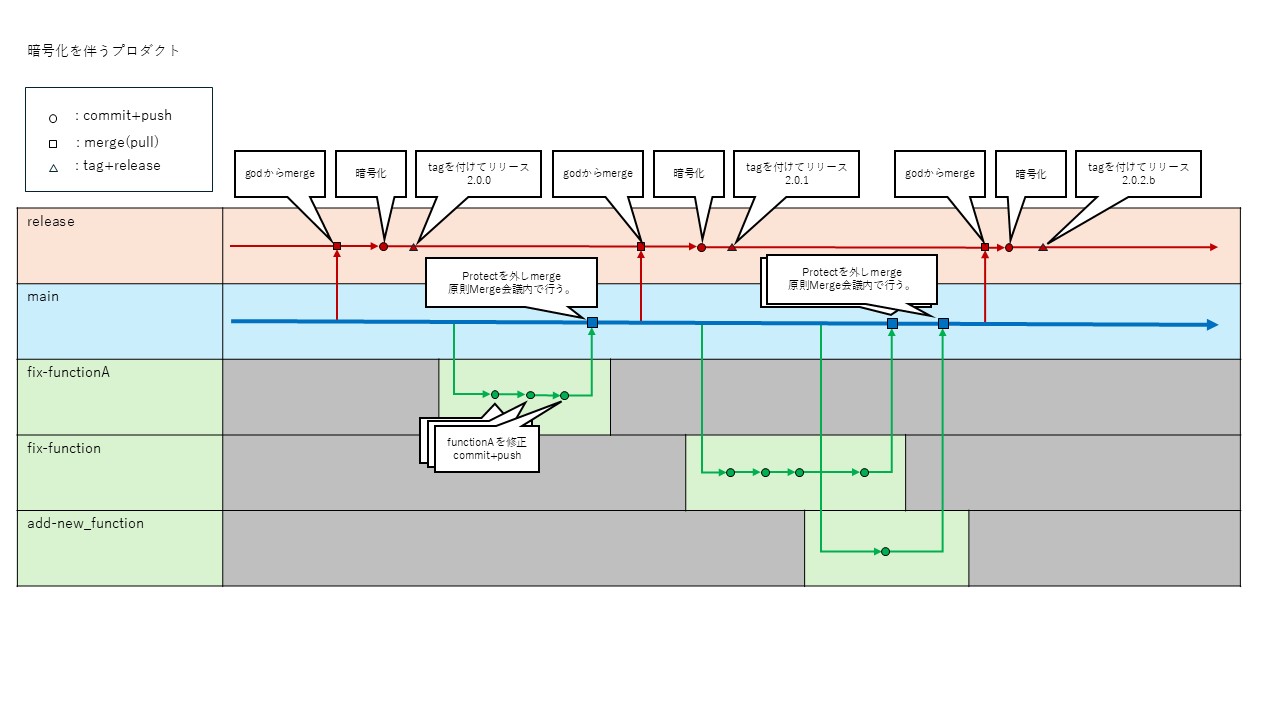 暗号化を伴うプロダクト
: commit+push
: merge(pull)
: tag+release
godからmerge
暗号化
tagを付けてリリース
2.0.0
godからmerge
暗号化
tagを付けてリリース
2.0.1
godからmerge
暗号化
tagを付けてリリース
2.0.2.b
release
Protectを外しmerge
原則Merge会議内で行う。
Protectを外しmerge
原則Merge会議内で行う。
main
fix-functionA
functionAを修正
commit+push
fix-function
add-new_function